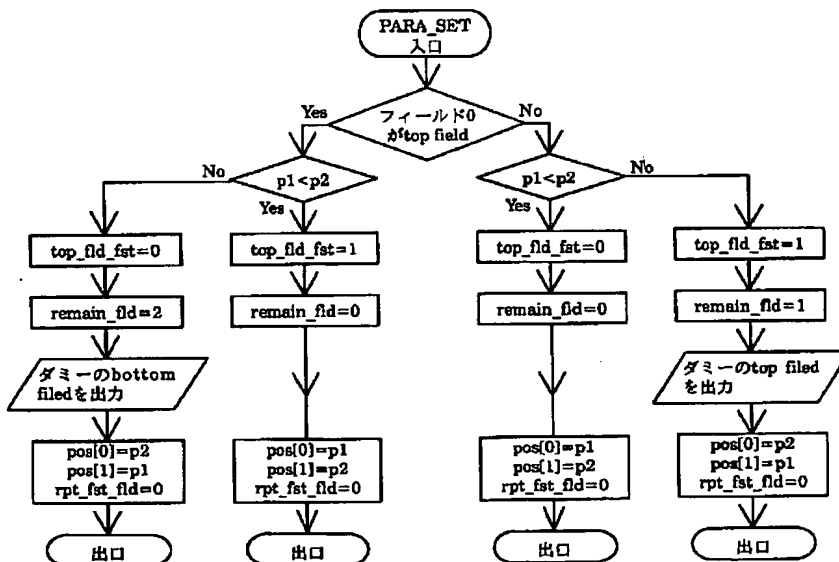 PARA_SET
入口
Yes
フィールド0
がtop field
No
No
p1<p2
Yes
p1<p2
No
Yes
top_fld_fst=0
top_fld_fst=1
top_fld_fst=0
top_fld_fst=1
remain_fld=2
remain_fld=0
remain_fld=0
remain_fld=1
ダミーのbottom
filedを出力
ダミーのtop filed
を出力
pos[0]=p2
pos[1]=p1
rpt_fst_fld=0
pos[0]=p1
pos[1]=p2
rpt_fst_fld=0
pos[0]=p1
pos[1]=p2
rpt_fst_fld=0
pos[0]=p2
pos[1]=p1
rpt_fst_fld=0
出口
出口
出口
出口